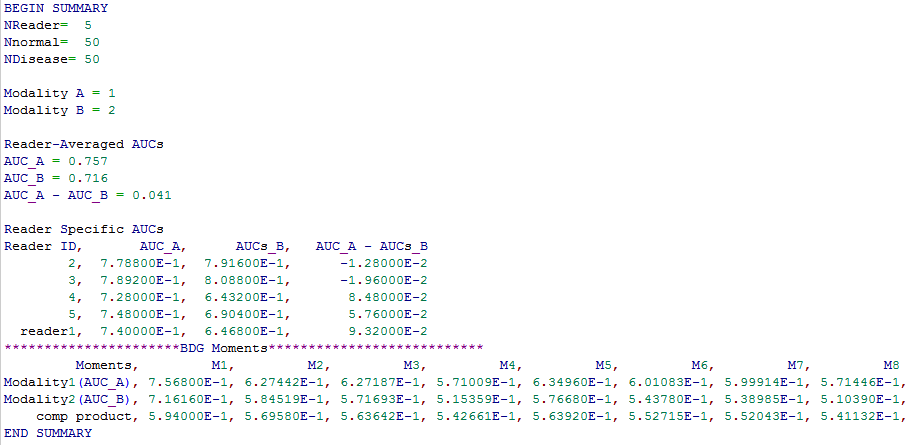 BEGIN SUMMARY
NReader=  5
Nnormal=  50
NDisease= 50

Modality A = 1
Modality B = 2

Reader-Averaged AUCs
AUC_A = 0.757
AUC_B = 0.716
AUC_A - AUC_B = 0.041

Reader Specific AUCs
Reader ID,       AUC_A,      AUCs_B,   AUC_A - AUCs_B
        2,  7.78800E-1,  7.91600E-1,      -1.28000E-2
        3,  7.89200E-1,  8.08800E-1,      -1.96000E-2
        4,  7.28000E-1,  6.43200E-1,       8.48000E-2
        5,  7.48000E-1,  6.90400E-1,       5.76000E-2
  reader1,  7.40000E-1,  6.46800E-1,       9.32000E-2
**********************BDG Moments***************************
         Moments,         M1,         M2,         M3,         M4,         M5,         M6,         M7,         M8
Modality1(AUC_A), 7.56800E-1, 6.27442E-1, 6.27187E-1, 5.71009E-1, 6.34960E-1, 6.01083E-1, 5.99914E-1, 5.71446E-1,
Modality2(AUC_B), 7.16160E-1, 5.84519E-1, 5.71693E-1, 5.15359E-1, 5.76680E-1, 5.43780E-1, 5.38985E-1, 5.10390E-1,
    comp product, 5.94000E-1, 5.69580E-1, 5.63642E-1, 5.42661E-1, 5.63920E-1, 5.52715E-1, 5.52043E-1, 5.41132E-1,
END SUMMARY